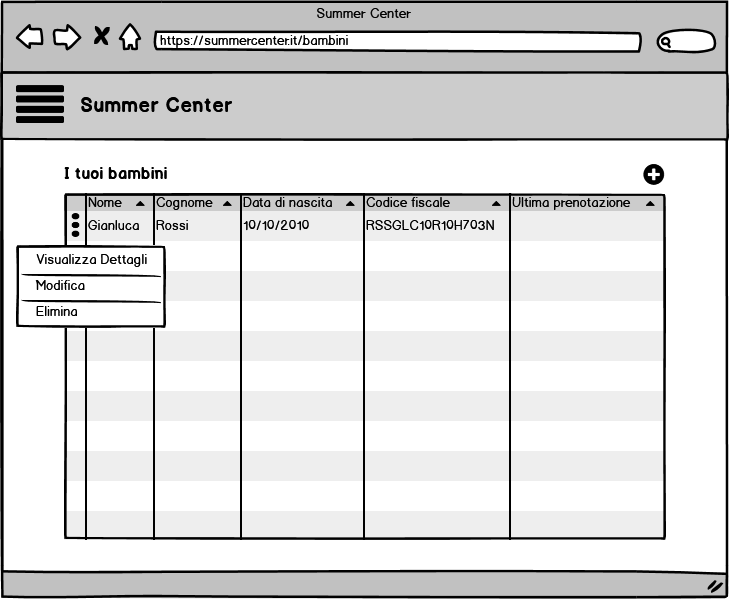 Summer Center
https://summercenter.it/bambini
Summer Center
I tuoi bambini
Nome Cognome Data di nascita Codice fiscale Ultima prenotazione
Gianluca Rossi 10/10/2010 RSSGLC10R10H703N
Visualizza Dettagli
Modifica
Elimina